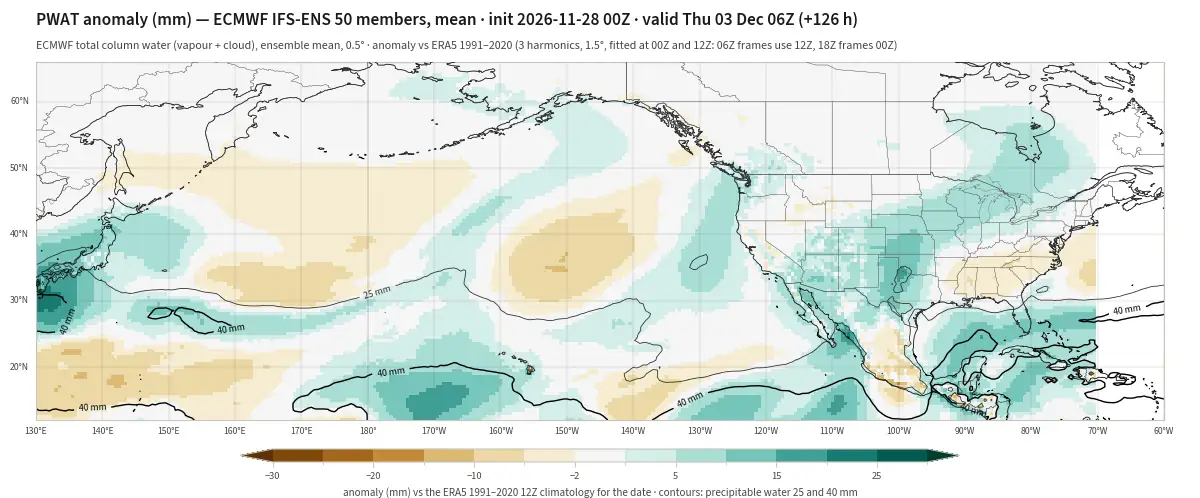 PWAT anomaly (mm) — ECMWF IFS-ENS 50 members, mean · init 2026-11-28 00Z · valid Thu 03 Dec 06Z (+126 h)
ECMWF total column water (vapour + cloud), ensemble mean, 0.5° · anomaly vs ERA5 1991–2020 (3 harmonics, 1.5°, fitted at 00Z and 12Z: 06Z frames use 12Z, 18Z frames 00Z)
60°N
50°N
40°N
30°N
20°N
25 mm
40 mm
40 mm
40 mm
40 mm
40 mm
40 mm
130°E 140°E 150°E 160°E 170°E 180° 170°W 160°W 150°W 140°W 130°W 120°W 110°W 100°W 90°W 80°W 70°W 60°W
−30 −20 −10 −2 5 15 25
anomaly (mm) vs the ERA5 1991–2020 12Z climatology for the date · contours: precipitable water 25 and 40 mm